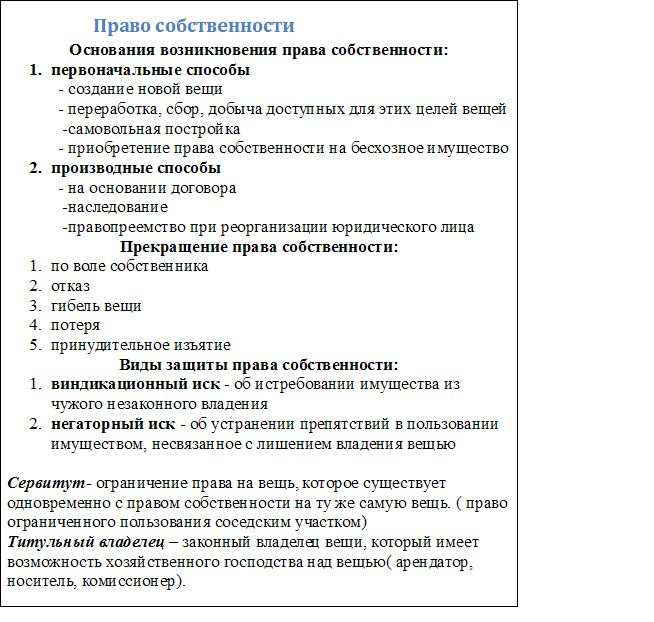 Право собственности
Основания возникновения права собственности:
1. первоначальные способы
- создание новой вещи
- переработка, сбор, добыча доступных для этих целей вещей
-самовольная постройка
- приобретение права собственности на бесхозное имущество
2. производные способы
- на основании договора
-наследование
-правопреемство при реорганизации юридического лица
Прекращение права собственности:
1. по воле собственника
2. отказ
3. гибель вещи
4. потеря
5. принудительное изъятие
Виды защиты права собственности:
1. виндикационный иск - об истребовании имущества из
чужого незаконного владения
2. негаторный иск - об устранении препятствий в пользовании
имуществом, несвязанное с лишением владения вещью
Сервитут- ограничение права на вещь, которое существует
одновременно с правом собственности на ту же самую вещь. ( право
ограниченного пользования соседским участком)
Титульный владелец – законный владелец вещи, который имеет
возможность хозяйственного господства над вещью( арендатор,
носитель, комиссионер).